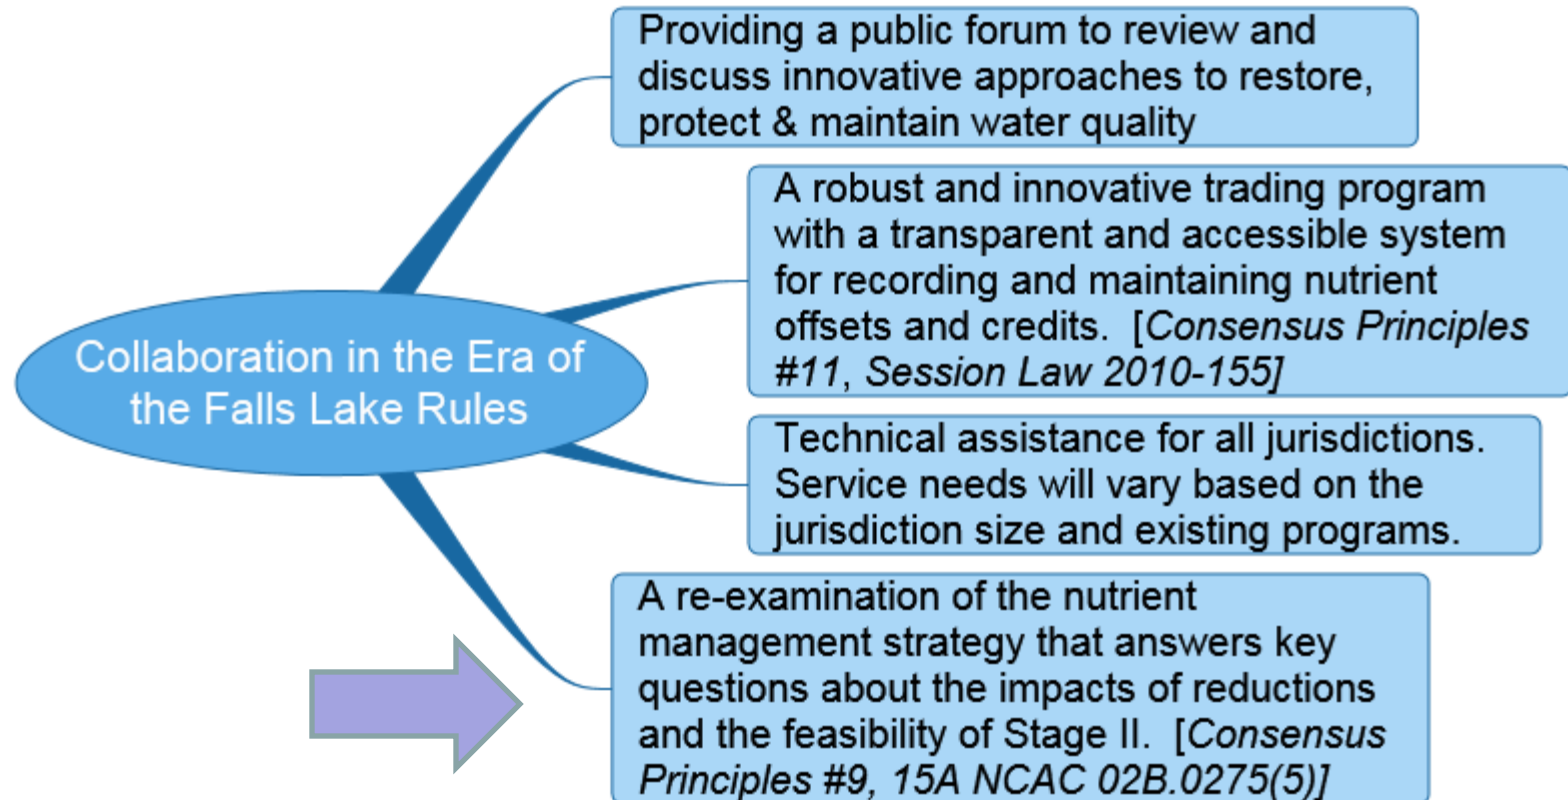 Providing a public forum to review and
discuss innovative approaches to restore,
protect & maintain water quality
A robust and innovative trading program
with a transparent and accessible system
for recording and maintaining nutrient
offsets and credits.  [Consensus Principles
#11, Session Law 2010-155]
Collaboration in the Era of
the Falls Lake Rules
Technical assistance for all jurisdictions.
Service needs will vary based on the
jurisdiction size and existing programs.
A re-examination of the nutrient
management strategy that answers key
questions about the impacts of reductions
and the feasibility of Stage II.  [Consensus
Principles #9, 15A NCAC 02B.0275(5)]